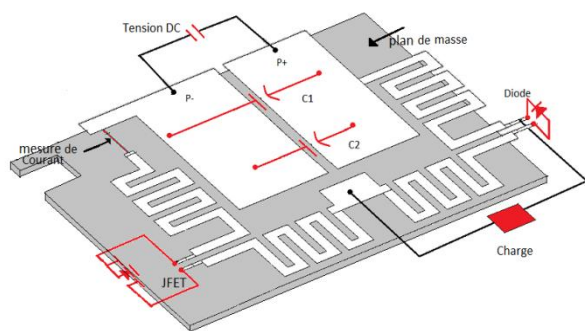 Tension DC
plan de masse
P+
P-
C1
Diode
mesure de
Courant
C2
Charge
JFET